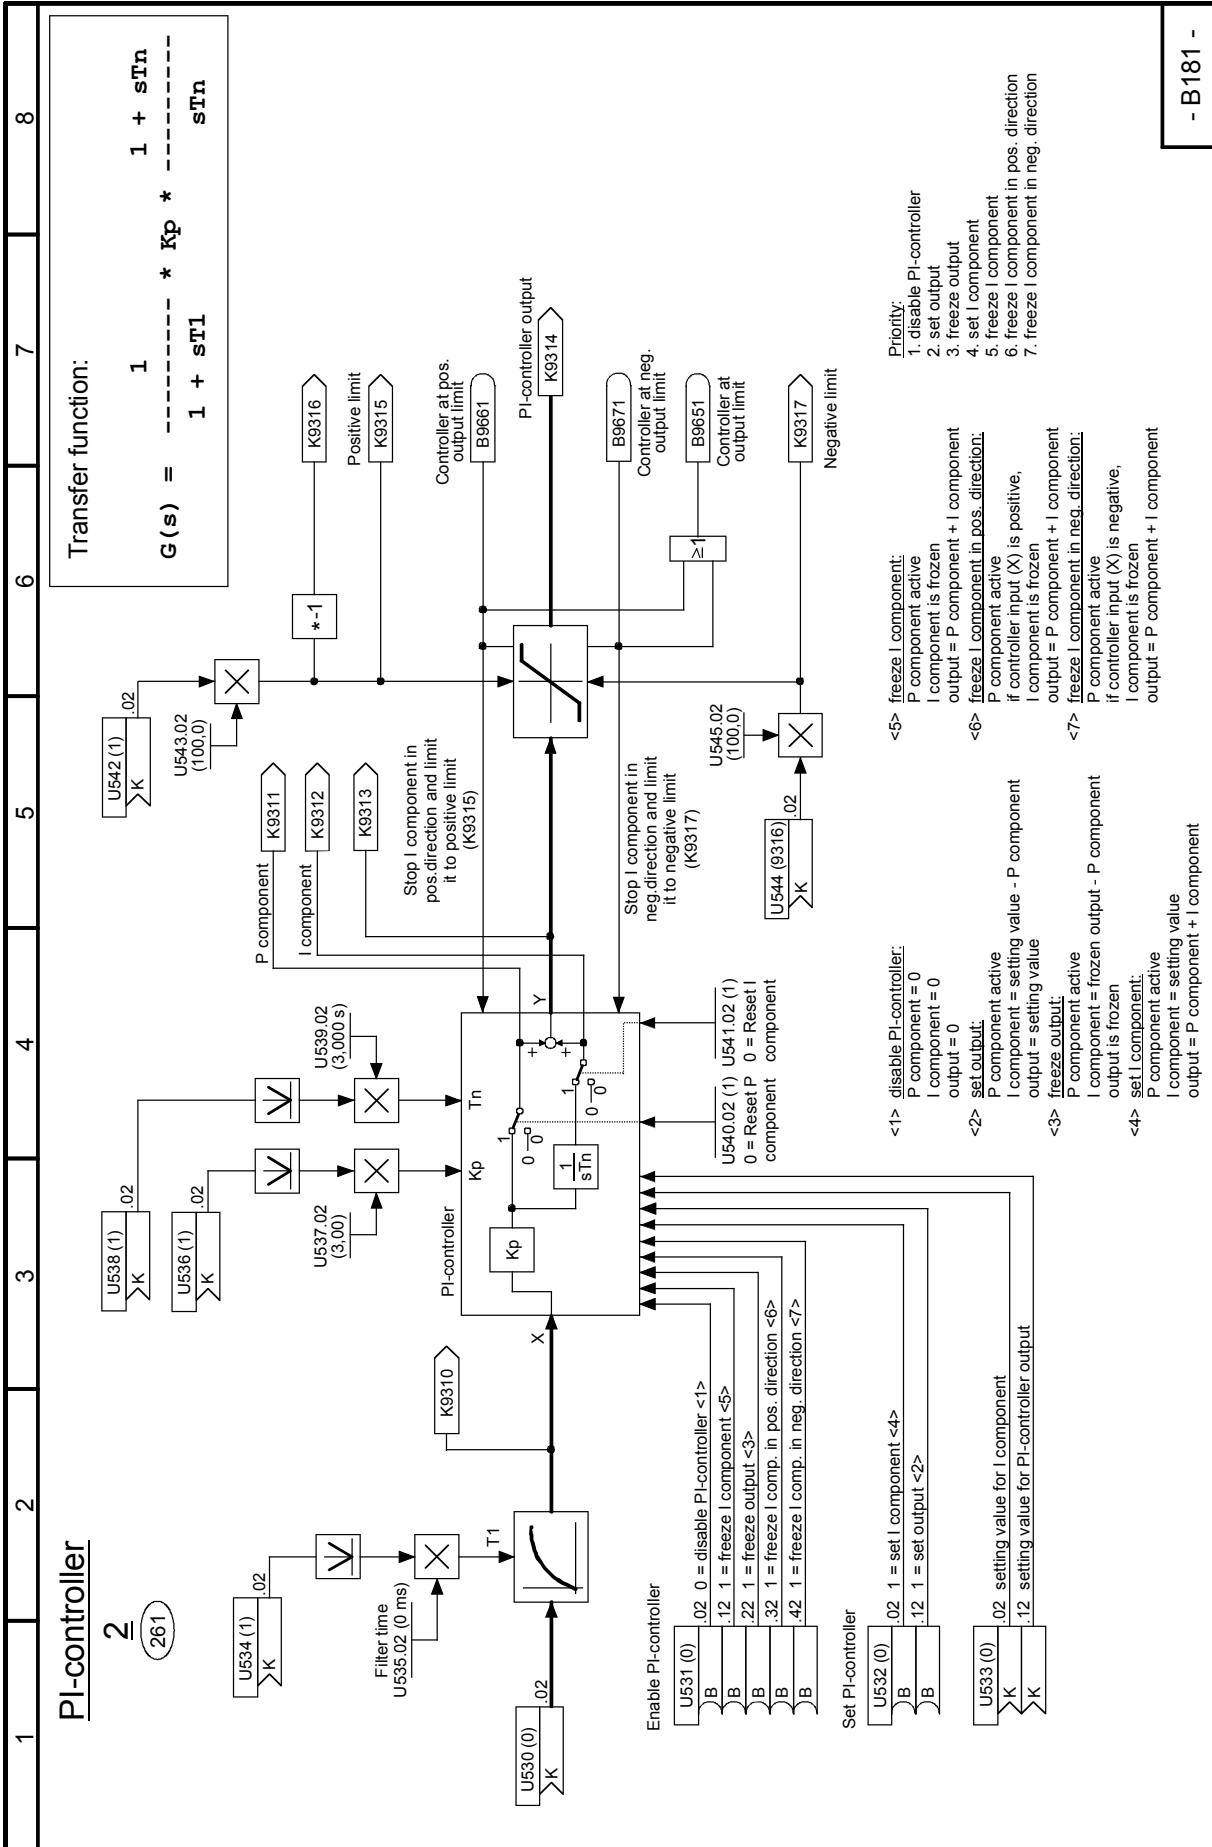 1 2 3 4 5 6 7 8
PI-controller
2
261
Transfer function:
1 1 + sTn
G(s) = ---------- * Kp * ----------
1 + sT1 sTn
U530 (0)
K
.02
U534 (1)
K
.02
Filter time
U535.02 (0 ms)
T1
K9310
X
U538 (1)
K
.02
U536 (1)
K
.02
U537.02
(3,00)
U539.02
(3,000 s)
PI-controller
Kp
Tn
Kp
1
sTn
1
0
0
1
0
0
+
+
Y
P component
K9311
I component
K9312
K9313
U540.02 (1)
0 = Reset P
component
U541.02 (1)
0 = Reset I
component
Stop I component in
pos.direction and limit
it to positive limit
(K9315)
Stop I component in
neg.direction and limit
it to negative limit
(K9317)
U542 (1)
K
.02
U543.02
(100,0)
*-1
K9316
Positive limit
K9315
Controller at pos.
output limit
B9661
PI-controller output
K9314
B9671
Controller at neg.
output limit
≥1
B9651
Controller at
output limit
K9317
Negative limit
U545.02
(100,0)
U544 (9316)
K
.02
Enable PI-controller
U531 (0)
B .02 0 = disable PI-controller <1>
B .12 1 = freeze I component <5>
B .22 1 = freeze output <3>
B .32 1 = freeze I comp. in pos. direction <6>
B .42 1 = freeze I comp. in neg. direction <7>
Set PI-controller
U532 (0)
B .02 1 = set I component <4>
B .12 1 = set output <2>
U533 (0)
K .02 setting value for I component
K .12 setting value for PI-controller output
<1> disable PI-controller:
P component = 0
I component = 0
output = 0
<2> set output:
P component active
I component = setting value - P component
output = setting value
<3> freeze output:
P component active
I component = frozen output - P component
output is frozen
<4> set I component:
P component active
I component = setting value
output = P component + I component
<5> freeze I component:
P component active
I component is frozen
output = P component + I component
<6> freeze I component in pos. direction:
P component active
if controller input (X) is positive,
I component is frozen
output = P component + I component
<7> freeze I component in neg. direction:
P component active
if controller input (X) is negative,
I component is frozen
output = P component + I component
Priority:
1. disable PI-controller
2. set output
3. freeze output
4. set I component
5. freeze I component
6. freeze I component in pos. direction
7. freeze I component in neg. direction
- B181 -